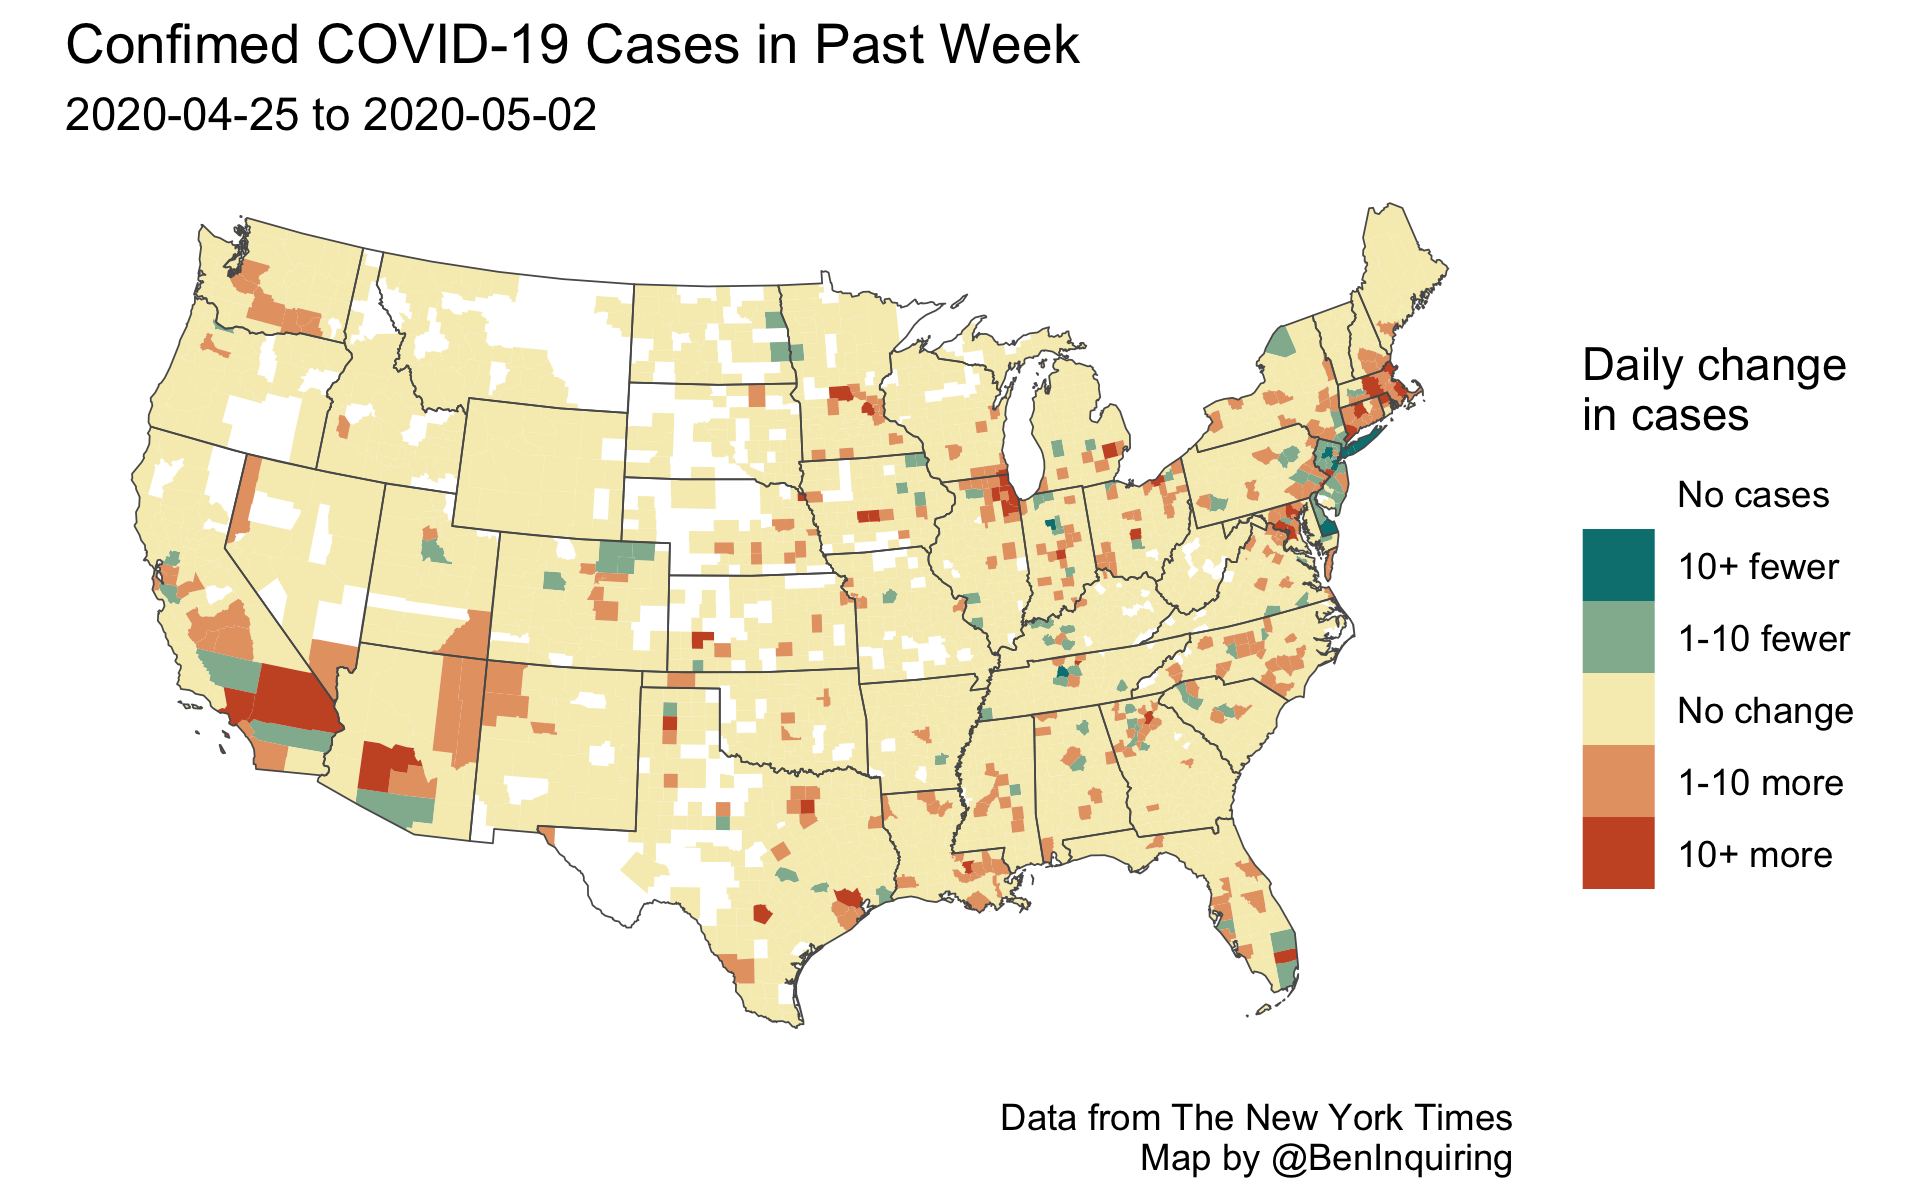 Confimed COVID-19 Cases in Past Week
2020-04-25 to 2020-05-02
Daily change
in cases
No cases
10+ fewer
1-10 fewer
No change
1-10 more
10+ more
Data from The New York Times
Map by @BenInquiring